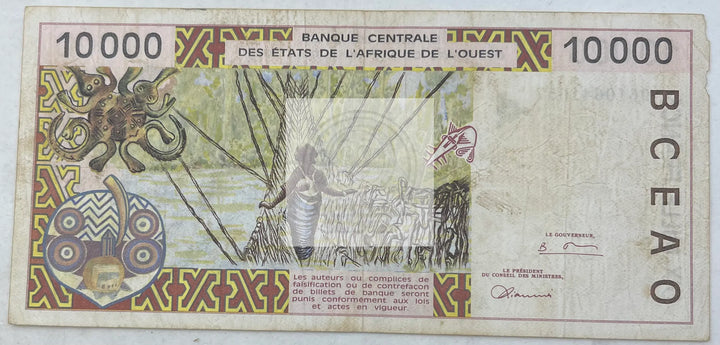 10 000
BANQUE CENTRALE
DES ÉTATS DE L'AFRIQUE DE L'OUEST
10 000
BCEAO
LE GOUVERNEUR,
LE PRÉSIDENT
DU CONSEIL DES MINISTRES,
Les auteurs ou complices de
falsification ou de contrefaçon
de billets de banque seront
punis conformément aux lois
et actes en vigueur.